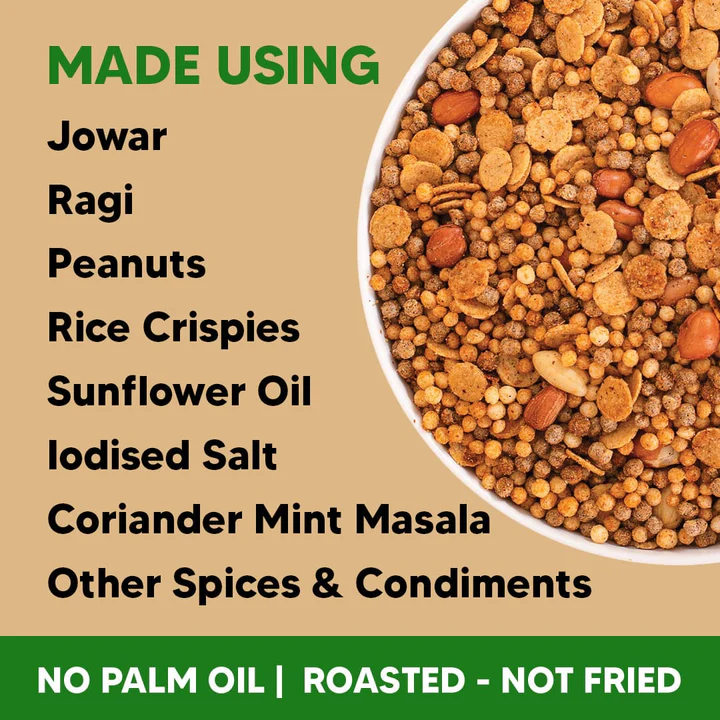 MADE USING
Jowar
Ragi
Peanuts
Rice Crispies
Sunflower Oil
Iodised Salt
Coriander Mint Masala
Other Spices & Condiments
NO PALM OIL | ROASTED - NOT FRIED